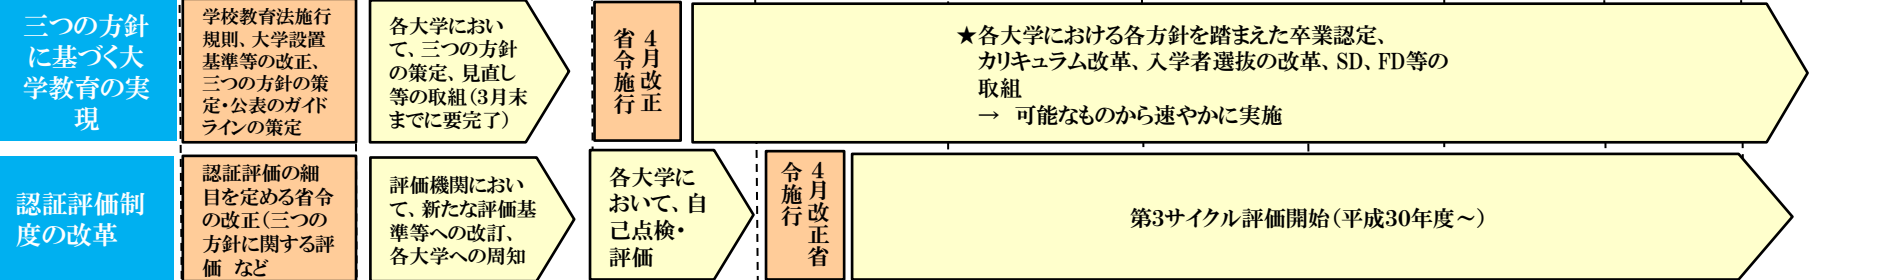 三つの方針
に基づく大
学教育の実
現
学校教育法施行
規則、大学設置
基準等の改正、
三つの方針の策
定・公表のガイド
ラインの策定
各大学におい
て、三つの方針
の策定、見直し
等の取組（3月末
までに要完了）
4月改正
省令施行
★各大学における各方針を踏まえた卒業認定、
カリキュラム改革、入学者選抜の改革、SD、FD等の
取組
→ 可能なものから速やかに実施
認証評価制
度の改革
認証評価の細
目を定める省令
の改正（三つの
方針に関する評
価 など
評価機関におい
て、新たな評価基
準等への改訂、
各大学への周知
各大学に
おいて、自
己点検・
評価
4月改正省
令施行
第3サイクル評価開始（平成30年度～）